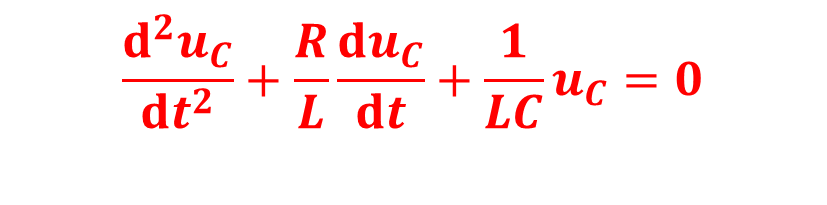 d²u_C/dt² + R/L du_C/dt + 1/LC u_C = 0